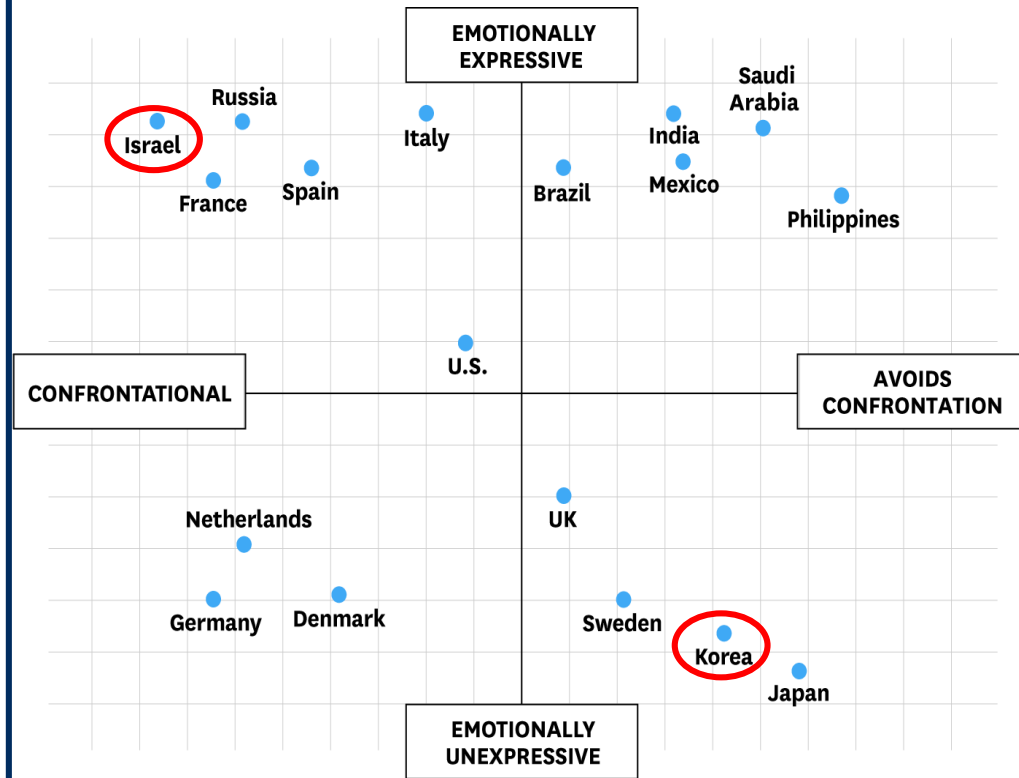 EMOTIONALLY
EXPRESSIVE
Saudi
Arabia
Russia
Israel
Italy
India
France
Spain
Brazil
Mexico
Philippines
U.S.
CONFRONTATIONAL
AVOIDS
CONFRONTATION
Netherlands
UK
Germany
Denmark
Sweden
Korea
Japan
EMOTIONALLY
UNEXPRESSIVE